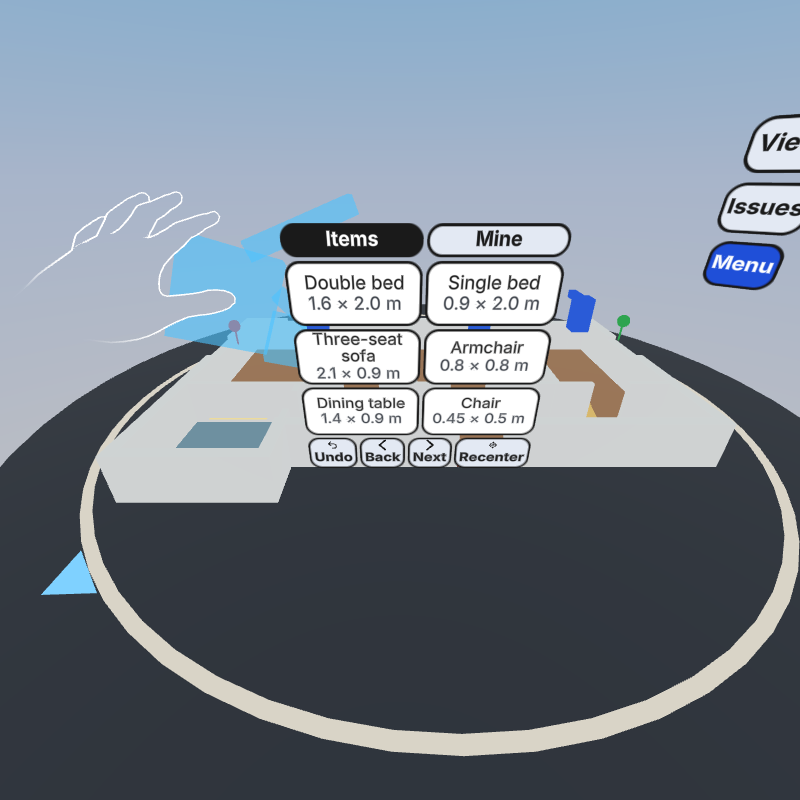 Items
Mine
Double bed
1.6 × 2.0 m
Single bed
0.9 × 2.0 m
Three-seat
sofa
2.1 × 0.9 m
Armchair
0.8 × 0.8 m
Dining table
1.4 × 0.9 m
Chair
0.45 × 0.5 m
Undo
Back
Next
Recenter
Vie
Issues
Menu